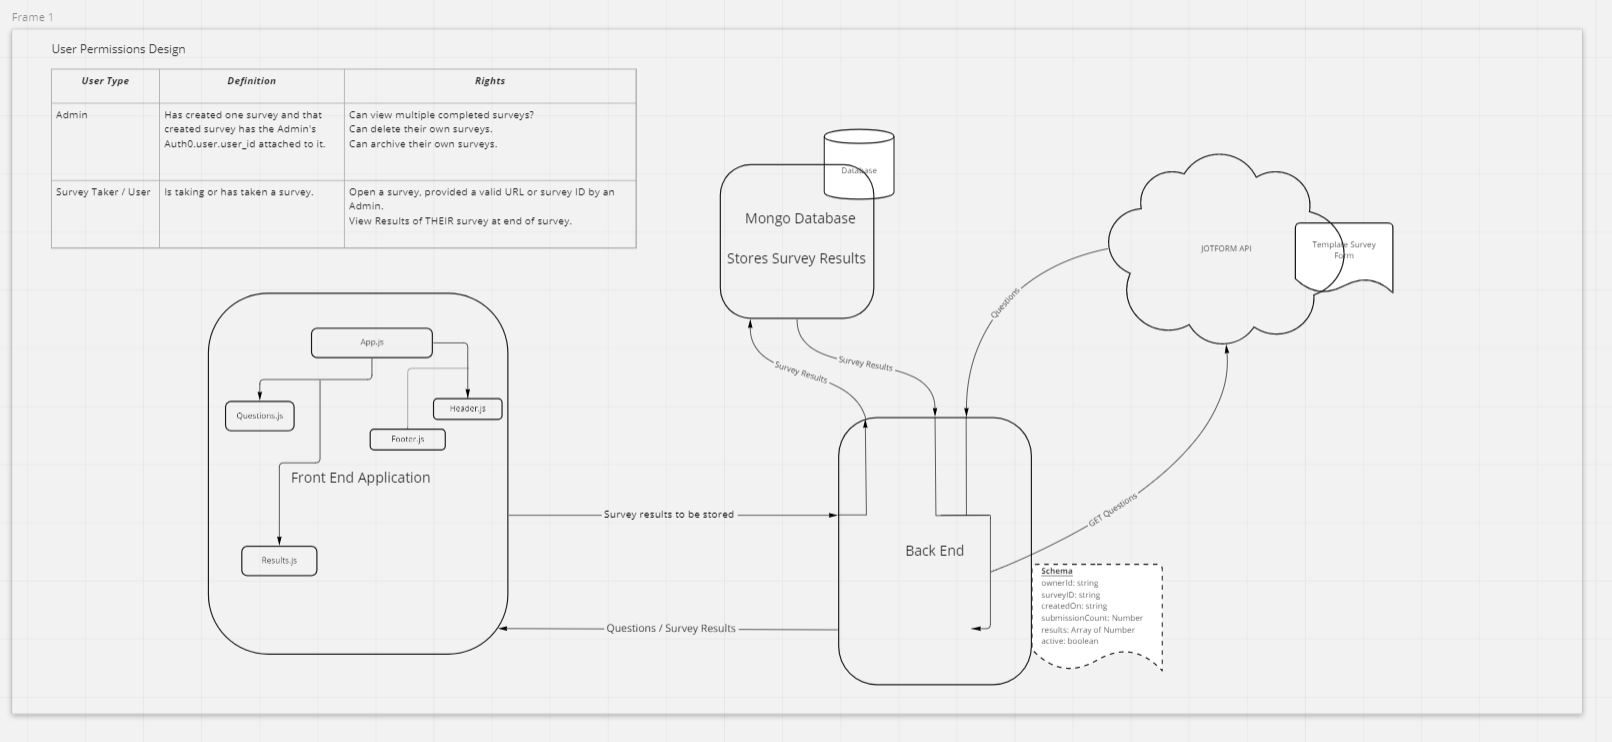 Frame 1
User Permissions Design
User Type
Definition
Rights
Admin
Has created one survey and that
created survey has the Admin's
Auth0.user.user_id attached to it.
Can view multiple completed surveys?
Can delete their own surveys.
Can archive their own surveys.
Survey Taker / User
Is taking or has taken a survey.
Open a survey, provided a valid URL or survey ID by an
Admin.
View Results of THEIR survey at end of survey.
Database
Mongo Database
Stores Survey Results
JOTFORM API
Template Survey
Form
Questions
Survey Results
Survey Results
App.js
Questions.js
Header.js
Footer.js
Front End Application
Results.js
Survey results to be stored
GET Questions
Back End
Questions / Survey Results
Schema
ownerId: string
surveyID: string
createdOn: string
submissionCount: Number
results: Array of Number
active: boolean